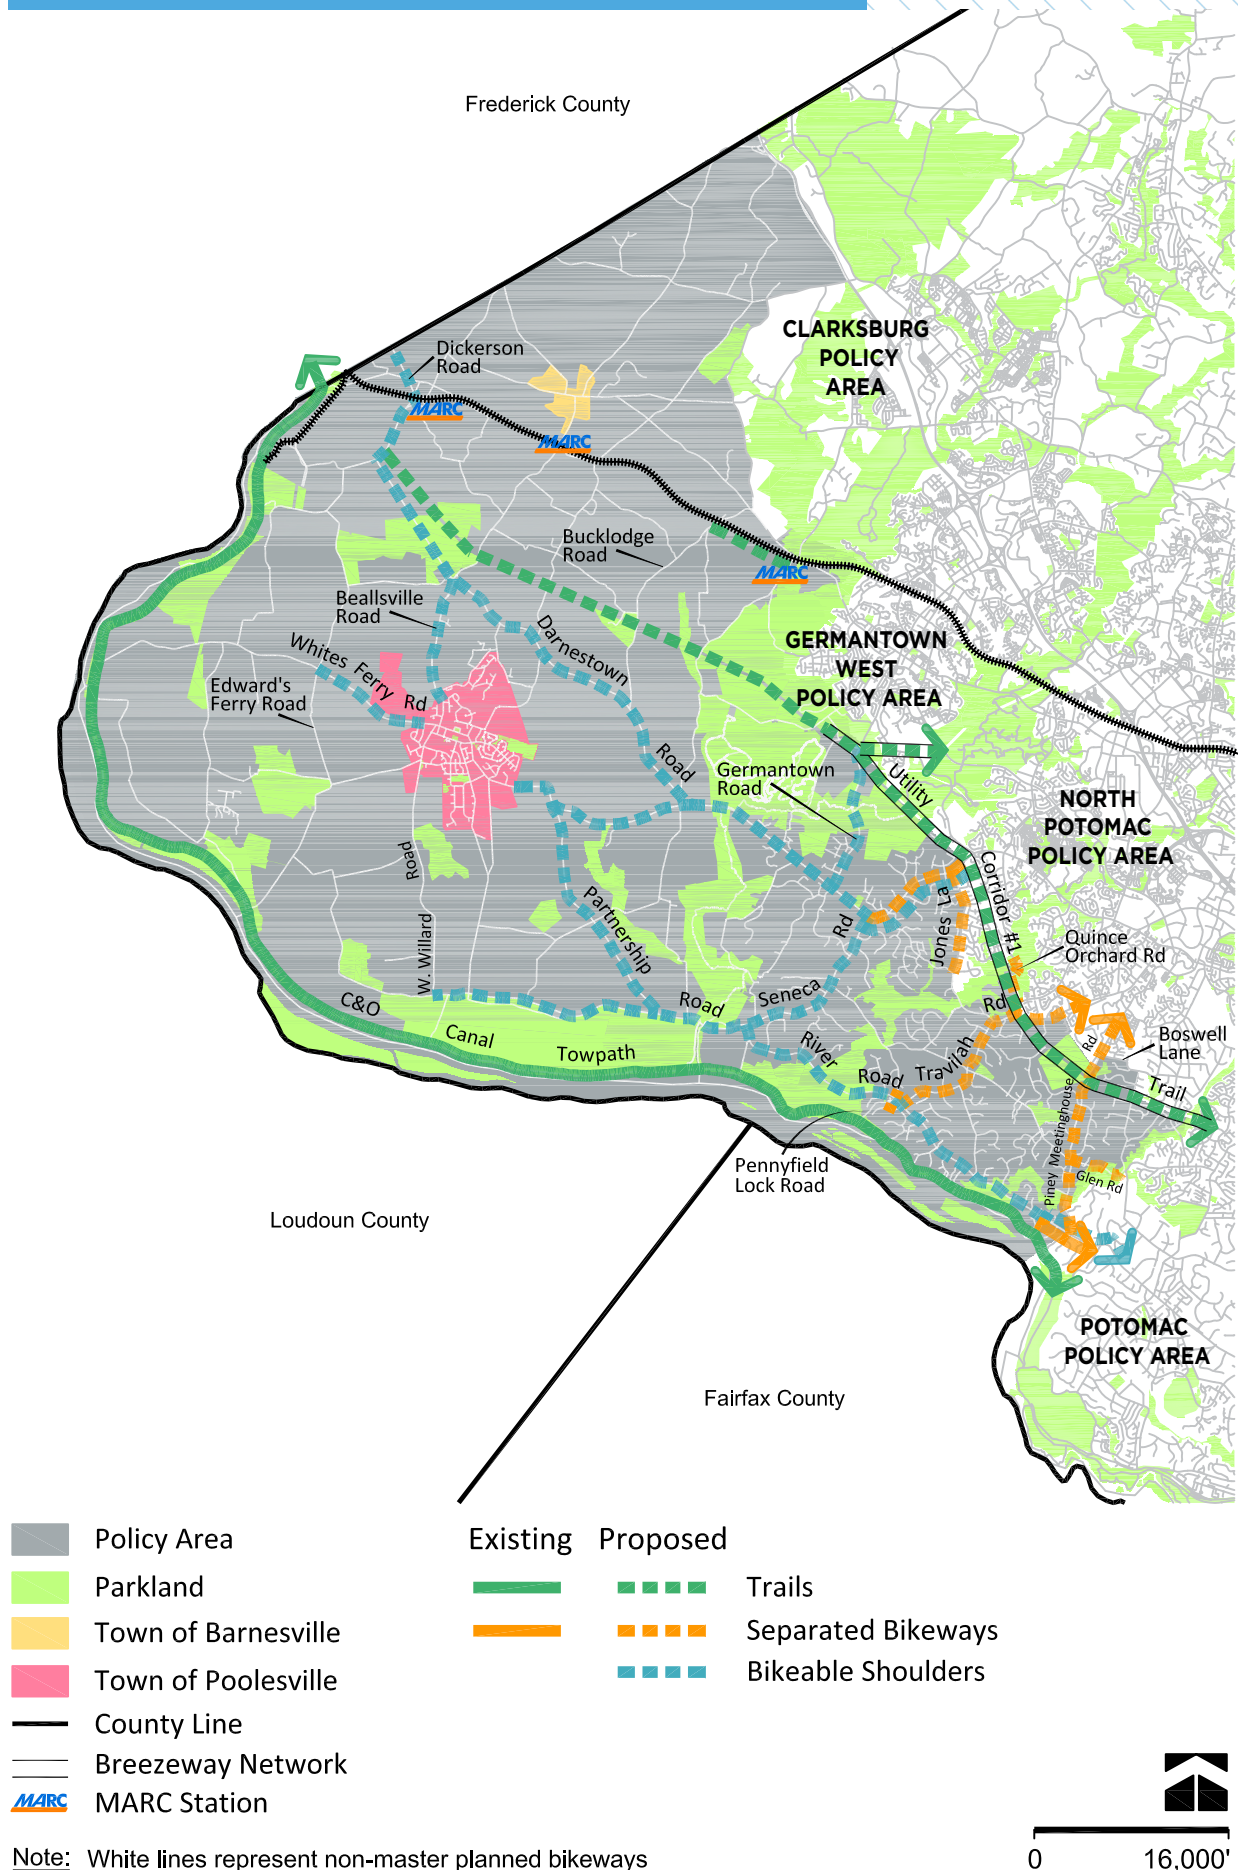 Frederick County
CLARKSBURG
POLICY
AREA
Dickerson
Road
MARC
MARC
Bucklodge
Road
MARC
Beallsville
Road
Whites Ferry Rd
Darnestown
Road
Edward's
Ferry Road
GERMANTOWN
WEST
POLICY AREA
Germantown
Road
Utility
Corridor #1
Trail
NORTH
POTOMAC
POLICY AREA
Road
W. Willard
Partnership
Road
Rd
Seneca
Jones
La
Quince
Orchard Rd
Rd
Travilah
River
Road
Boswell
Lane
Rd
Piney Meetinghouse
Glen Rd
C&O
Canal
Towpath
Pennyfield
Lock Road
Loudoun County
Fairfax County
POTOMAC
POLICY AREA
Policy Area
Parkland
Town of Barnesville
Town of Poolesville
County Line
Breezeway Network
MARC MARC Station
Existing Proposed
Trails
Separated Bikeways
Bikeable Shoulders
Note: White lines represent non-master planned bikeways
0 16,000'